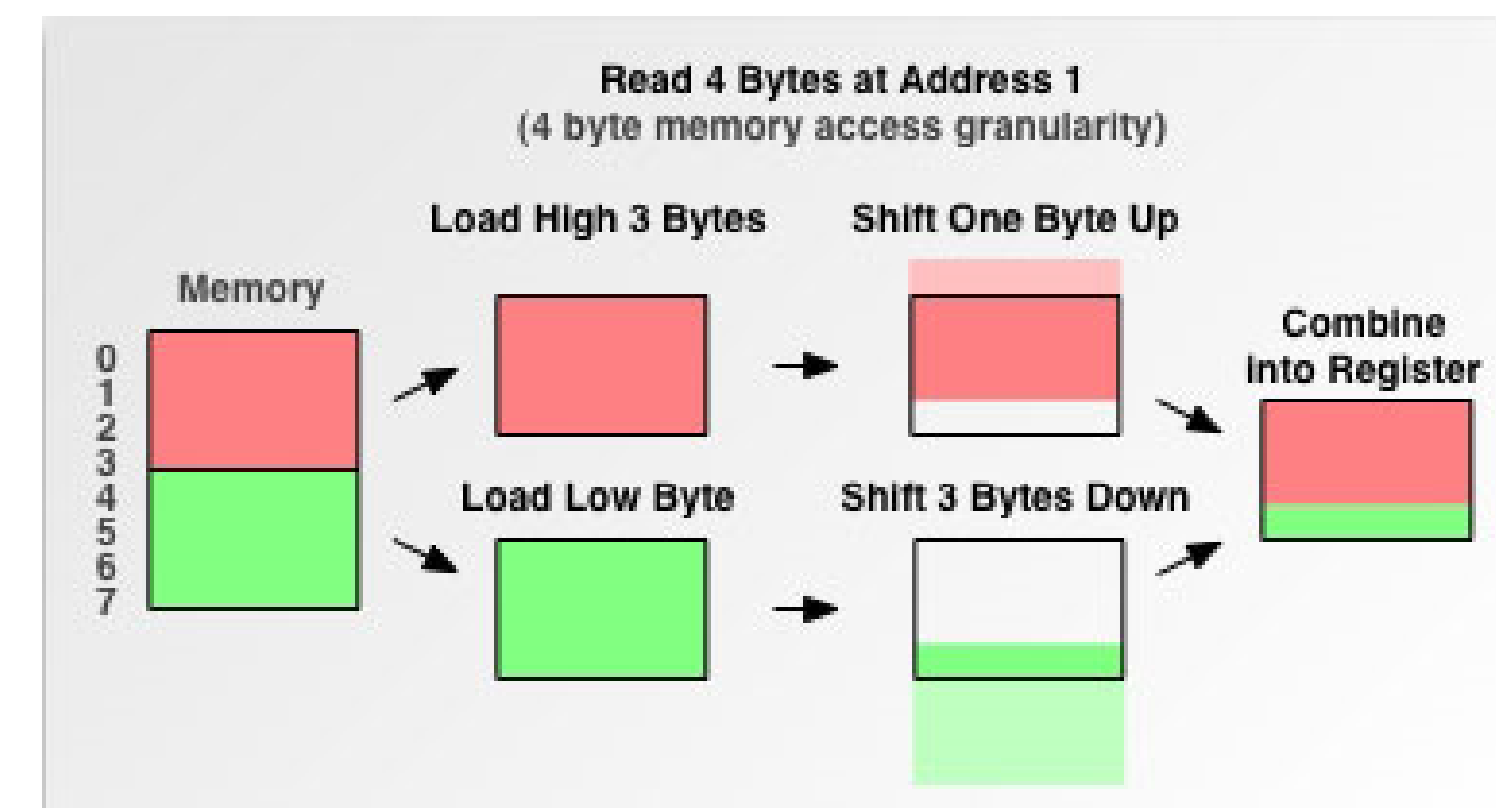 Read 4 Bytes at Address 1
(4 byte memory access granularity)
Load High 3 Bytes
Shift One Byte Up
Memory
0
1
2
3
4
5
6
7
Combine
Into Register
Load Low Byte
Shift 3 Bytes Down